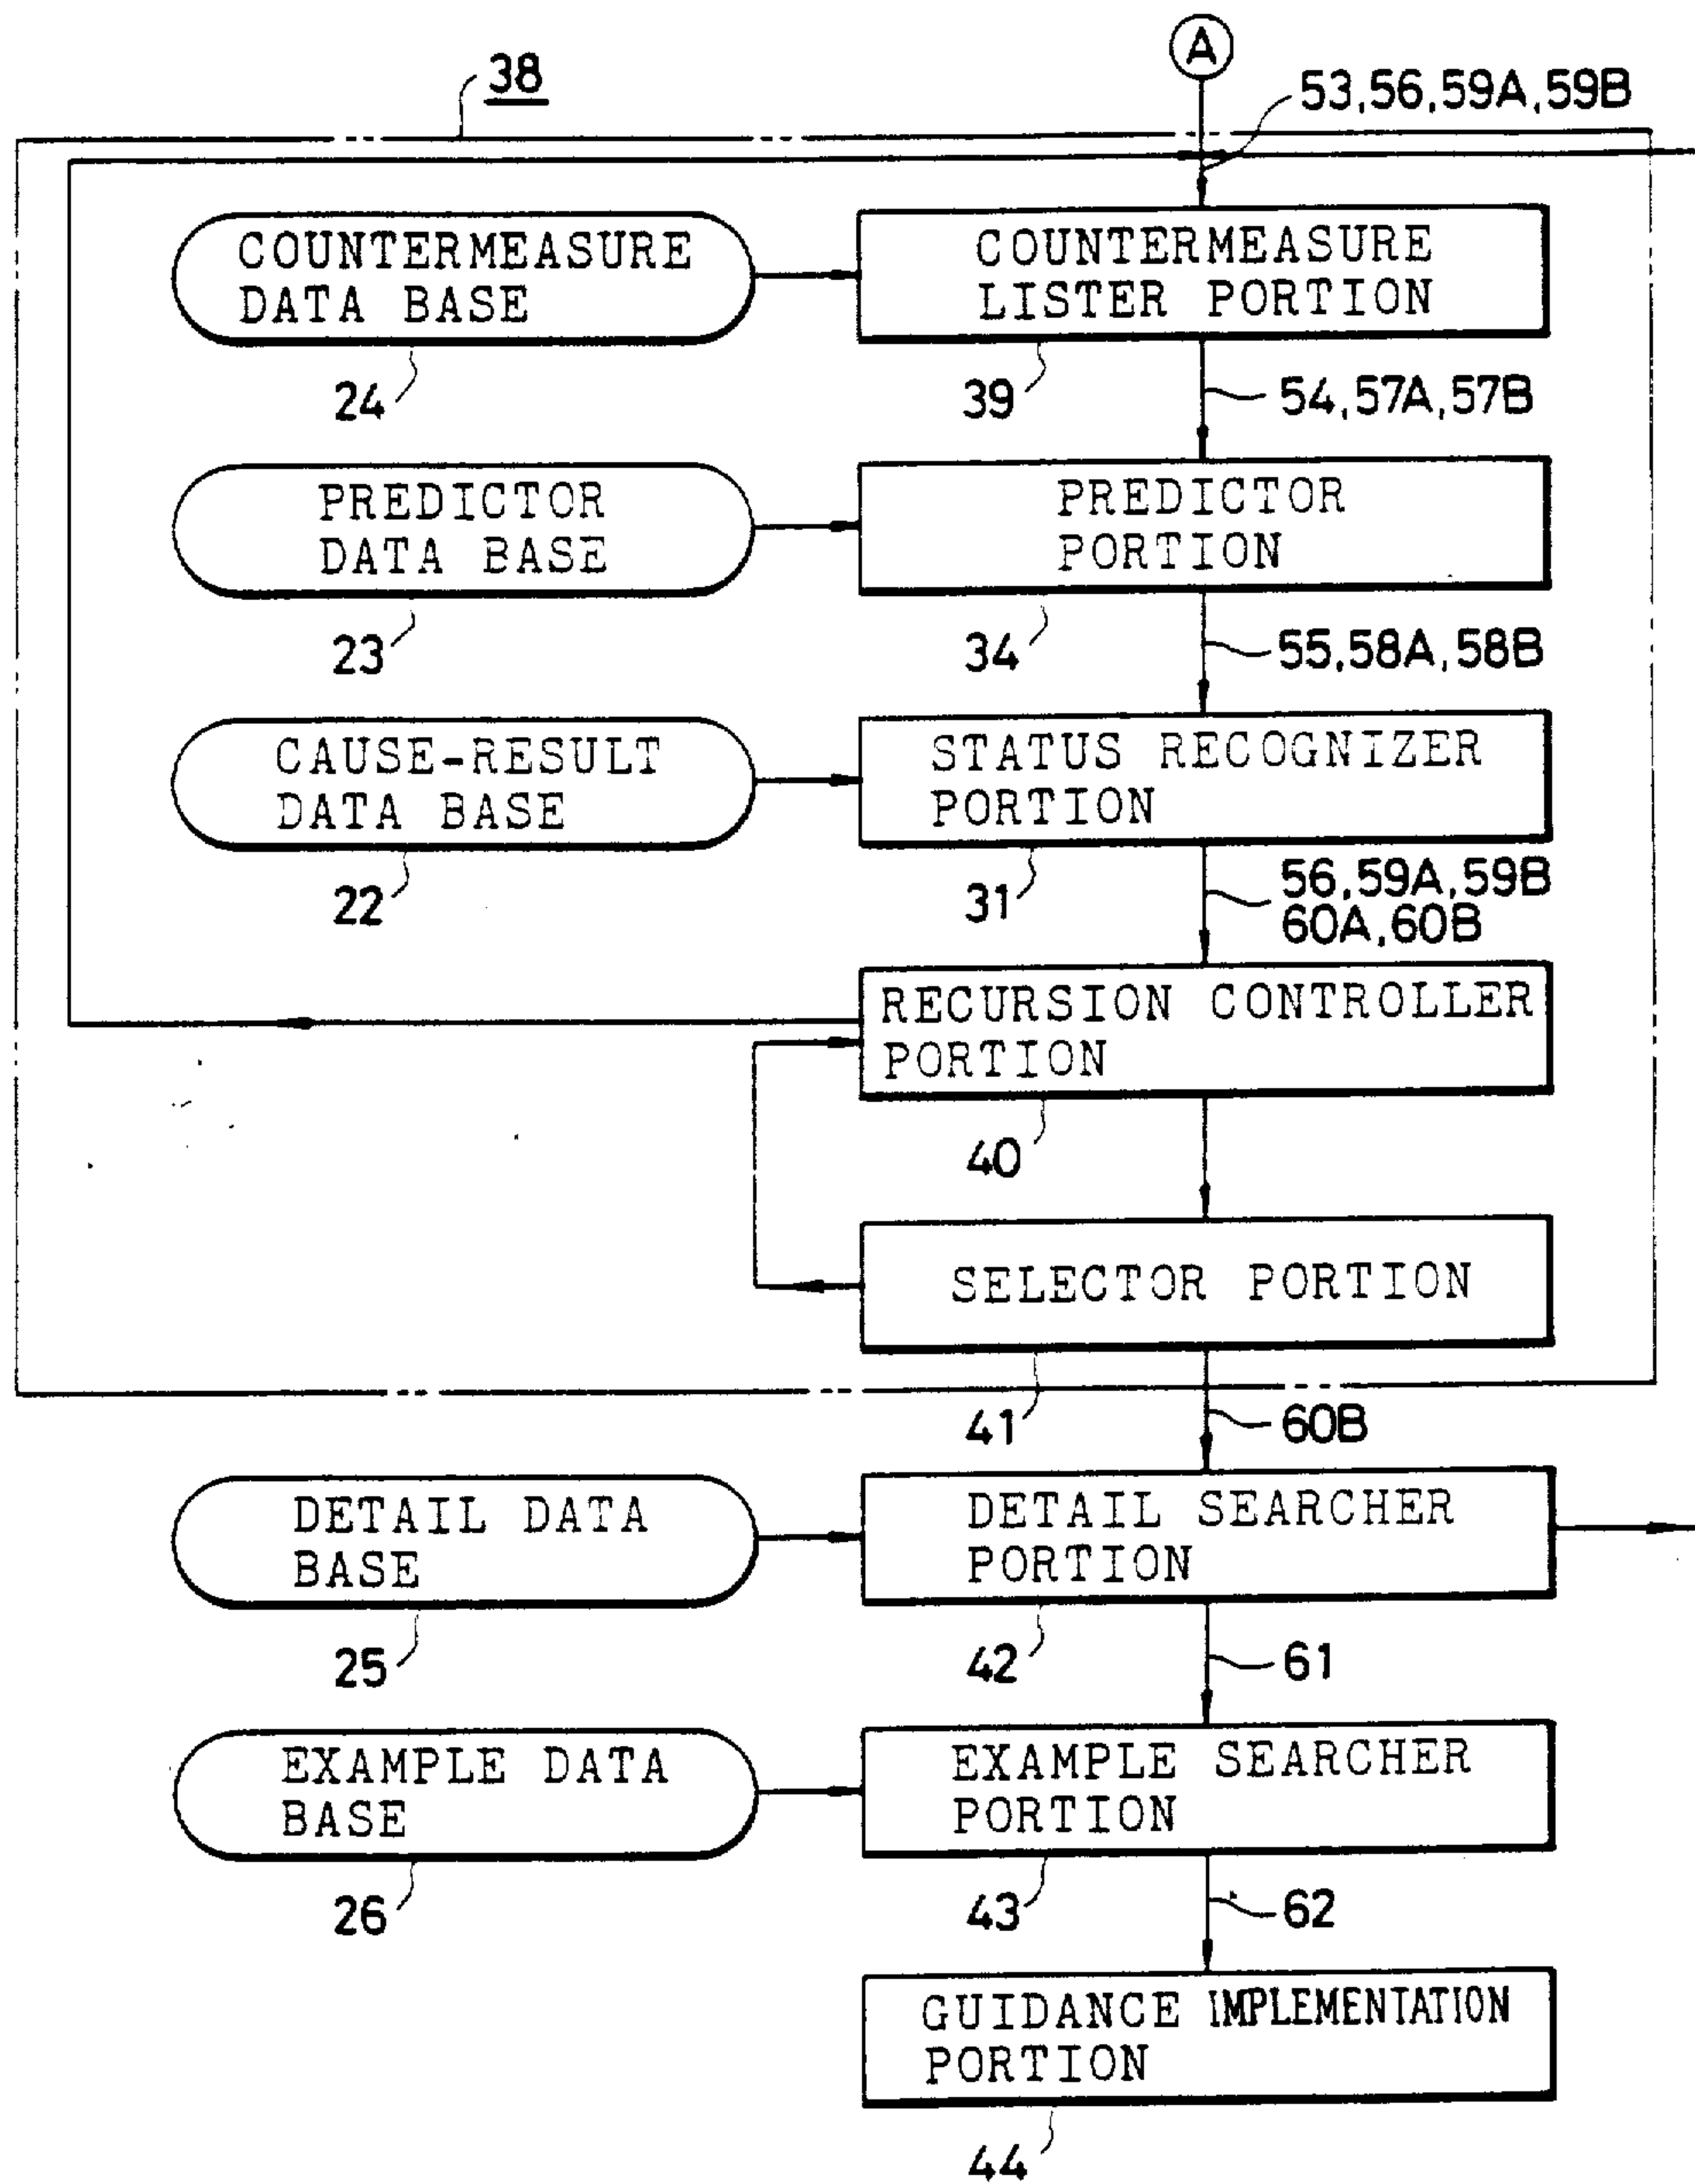 A
38
53,56,59A,59B
COUNTERMEASURE
DATA BASE
24
COUNTERMEASURE
LISTER PORTION
39
54,57A,57B
PREDICTOR
DATA BASE
23
PREDICTOR
PORTION
34
55,58A,58B
CAUSE-RESULT
DATA BASE
22
STATUS RECOGNIZER
PORTION
31
56,59A,59B
60A,60B
RECURSION CONTROLLER
PORTION
40
SELECTOR PORTION
41
60B
DETAIL DATA
BASE
25
DETAIL SEARCHER
PORTION
42
61
EXAMPLE DATA
BASE
26
EXAMPLE SEARCHER
PORTION
43
62
GUIDANCE IMPLEMENTATION
PORTION
44